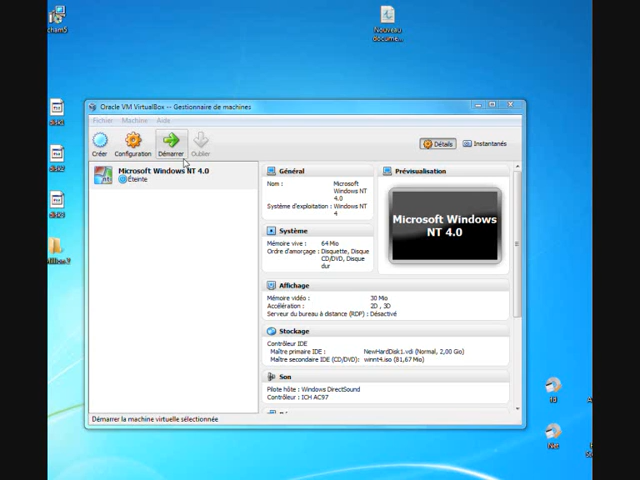 cham5
Nouveau
docume...
Oracle VM VirtualBox -- Gestionnaire de machines
Fichier Machine Aide
Créer Configuration Démarrer Oublier
Détails Instantanés
Microsoft Windows NT 4.0
Éteinte
Général
Nom : Microsoft
Windows NT
4.0
Système d'exploitation : Windows NT
4
Système
Mémoire vive : 64 Mio
Ordre d'amorçage : Disquette, Disque
CD/DVD, Disque
dur
Prévisualisation
Microsoft Windows
NT 4.0
Affichage
Mémoire vidéo : 30 Mio
Accélération : 2D , 3D
Serveur du bureau à distance (RDP) : Désactivé
Stockage
Contrôleur IDE
Maître primaire IDE : NewHardDisk1.vdi (Normal, 2,00 Gio)
Maître secondaire IDE (CD/DVD): winnt4.iso (81,67 Mio)
Son
Pilote hôte : Windows DirectSound
Contrôleur : ICH AC97
Démarrer la machine virtuelle sélectionnée
disk1
disk2
disk3